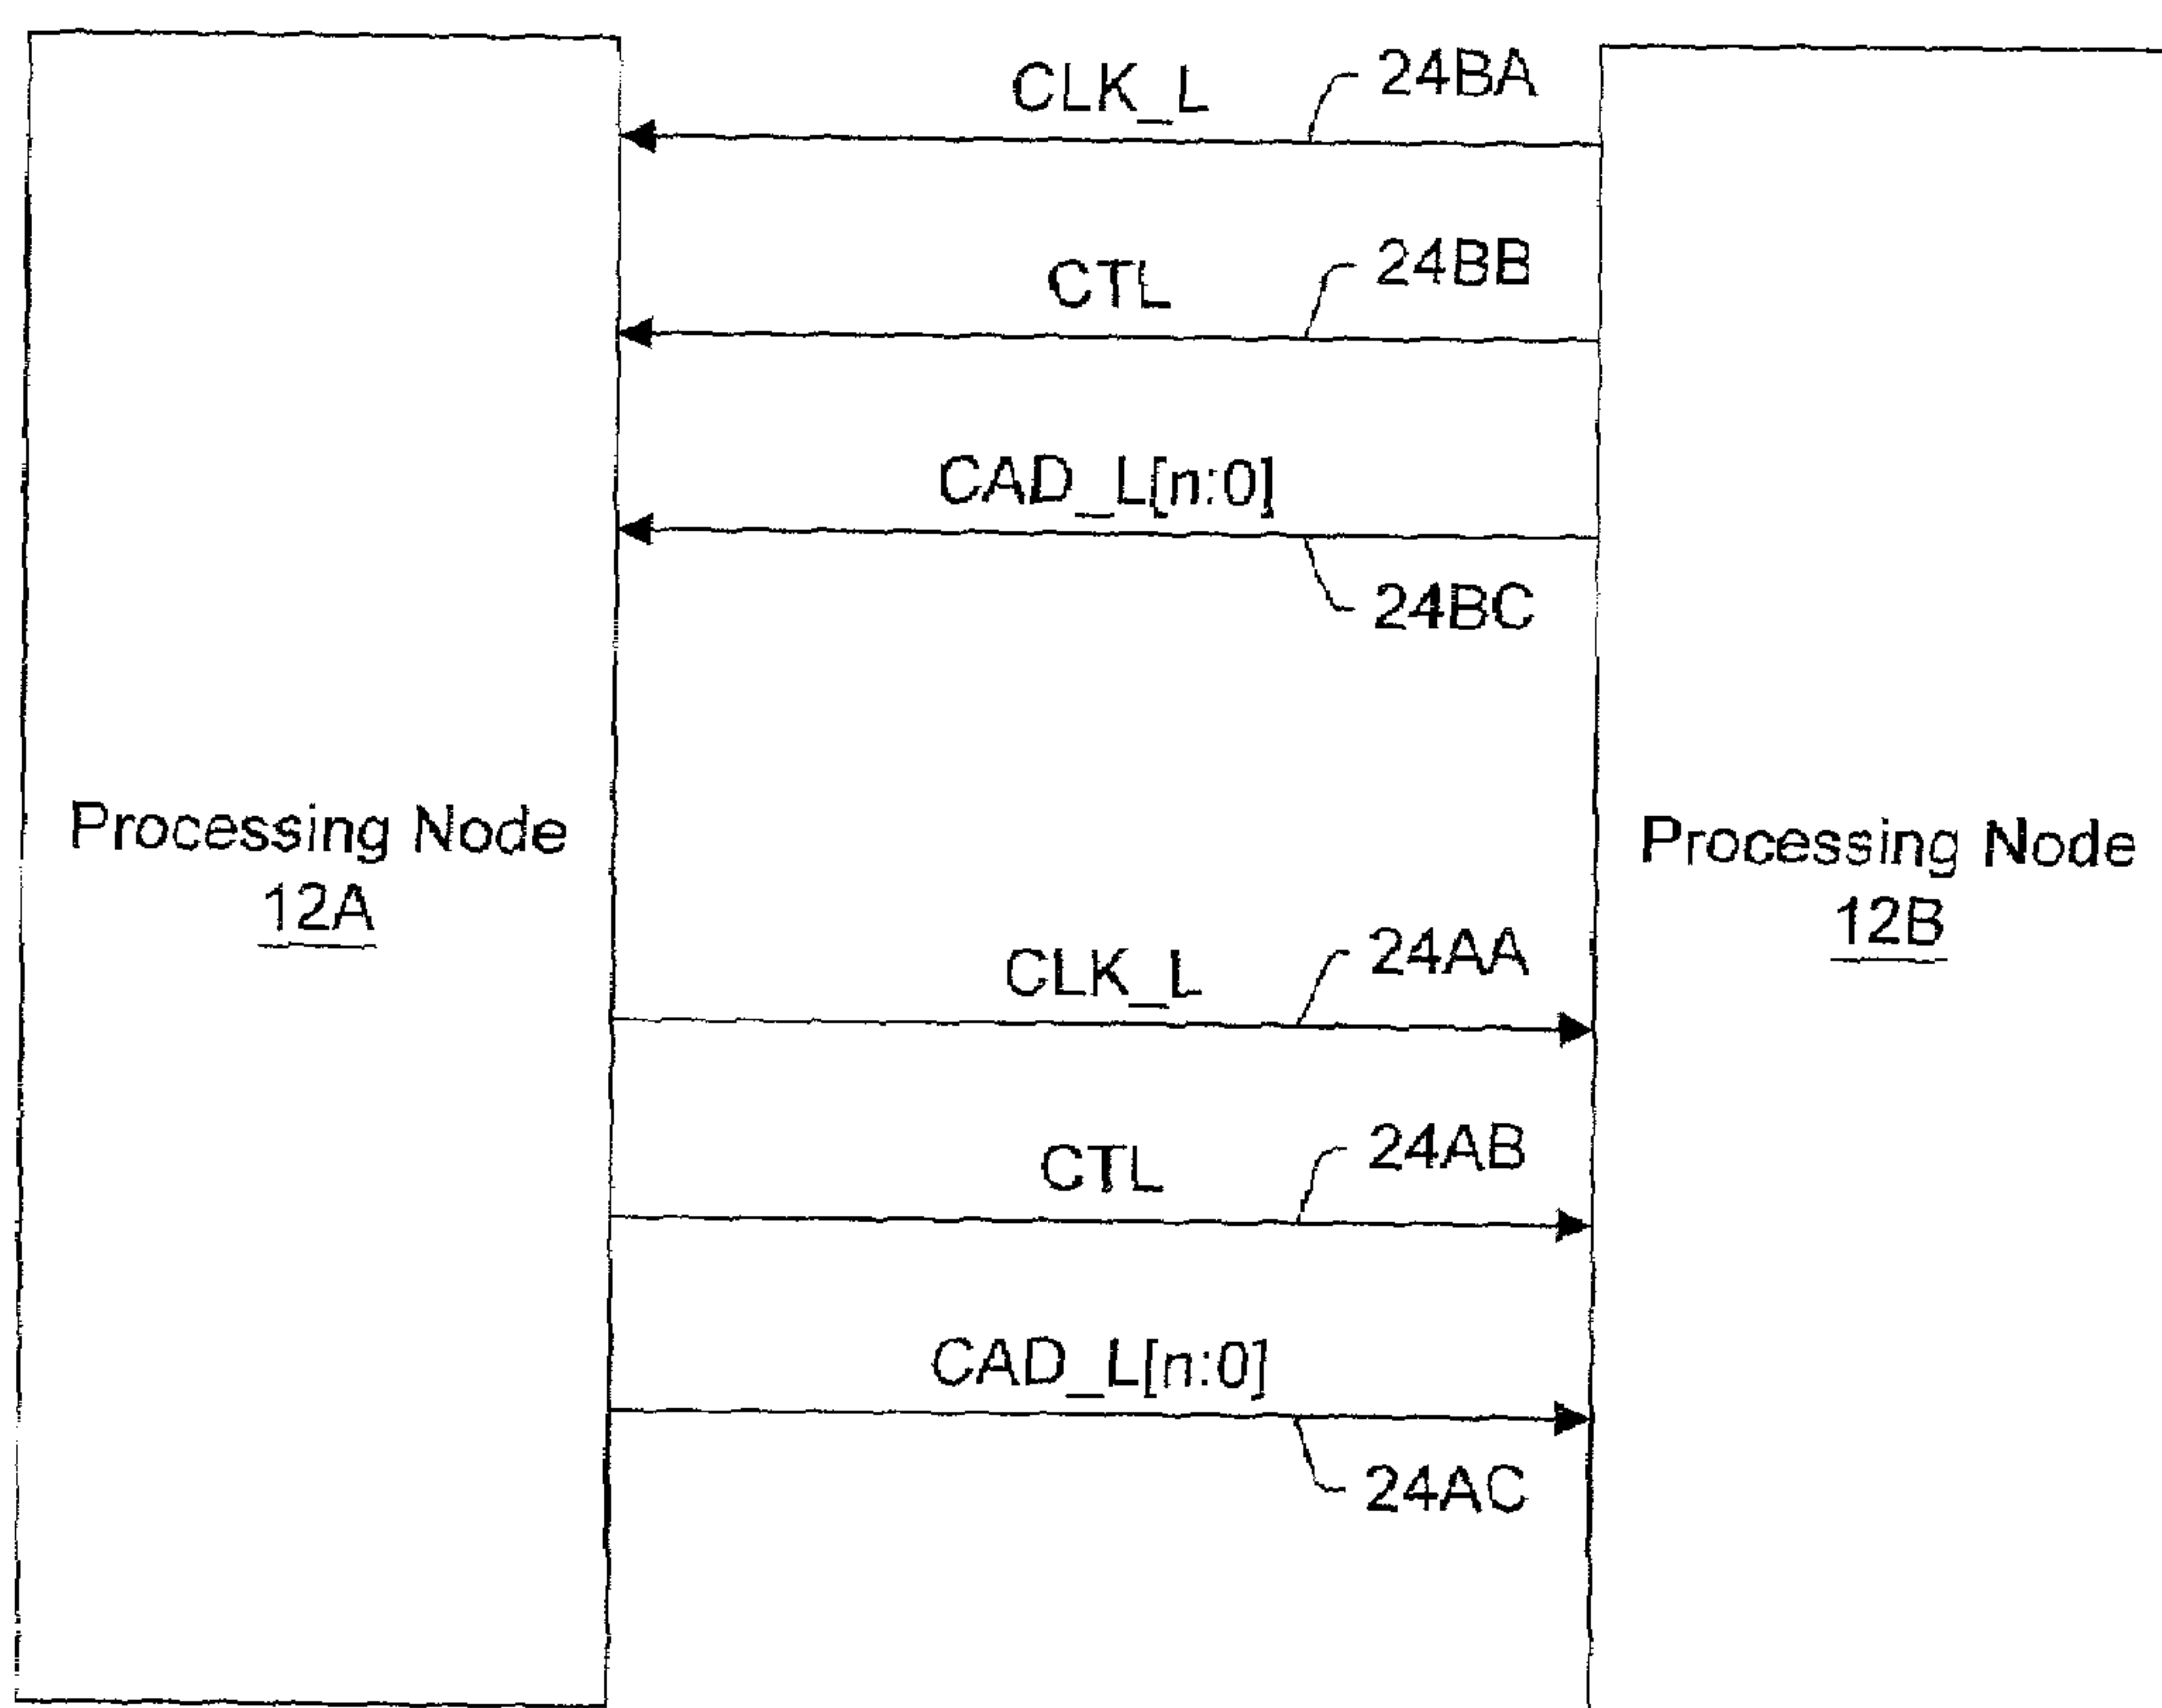 CLK_L
24BA
CTL
24BB
CAD_L[n:0]
24BC
Processing Node
12A
Processing Node
12B
CLK_L
24AA
CTL
24AB
CAD_L[n:0]
24AC